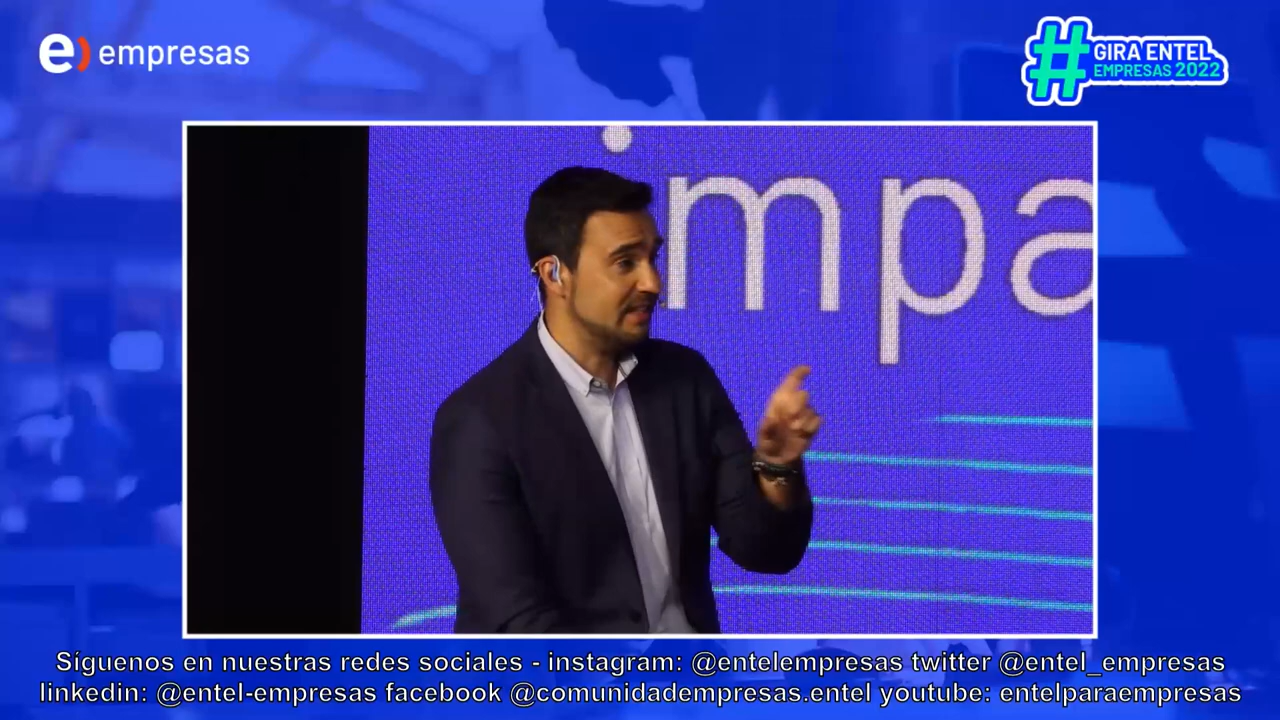 e) empresas
#GIRA ENTEL
EMPRESAS 2022
impa
Síguenos en nuestras redes sociales - instagram: @entelempresas twitter @entel_empresas
linkedin: @entel-empresas facebook @comunidadempresas.entel youtube: entelparaempresas